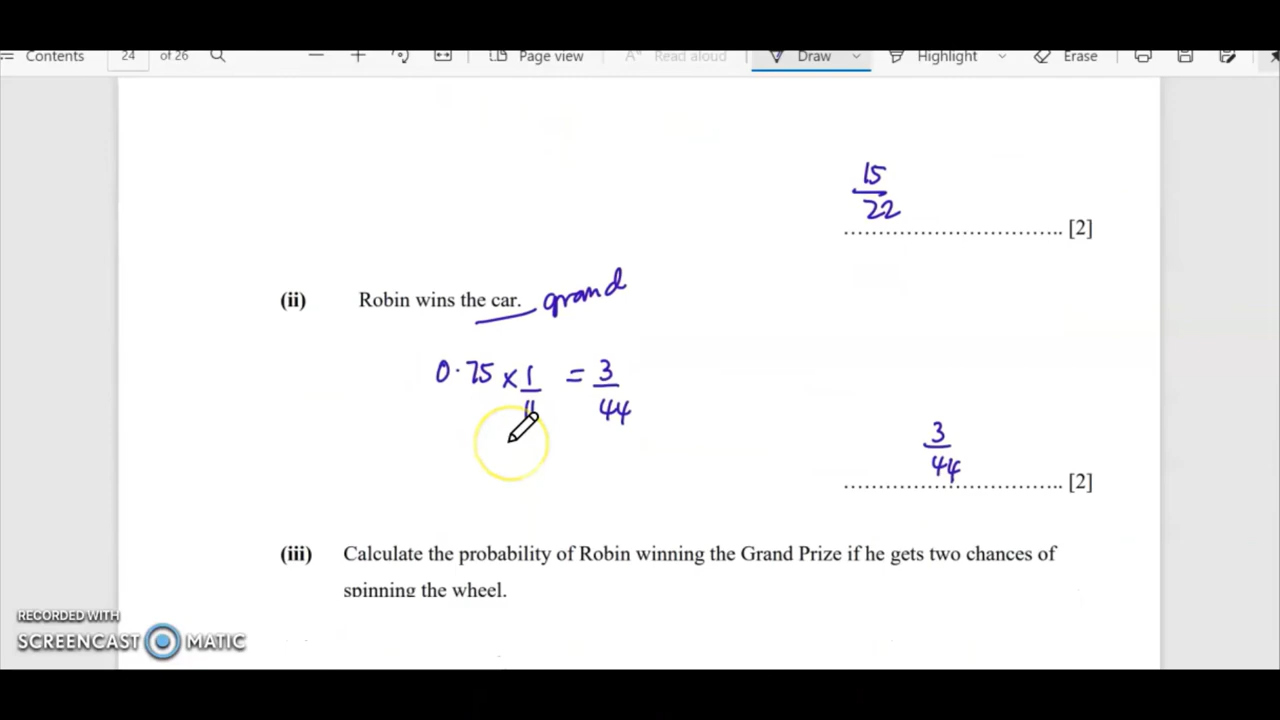 Contents 24 of 26 Page view Read aloud Draw Highlight Erase
15
22
.............................. [2]
(ii) Robin wins the car. grand
0.75 × 1 = 3
11 44
3
44
.............................. [2]
(iii) Calculate the probability of Robin winning the Grand Prize if he gets two chances of
spinning the wheel.
RECORDED WITH
SCREENCAST MATIC